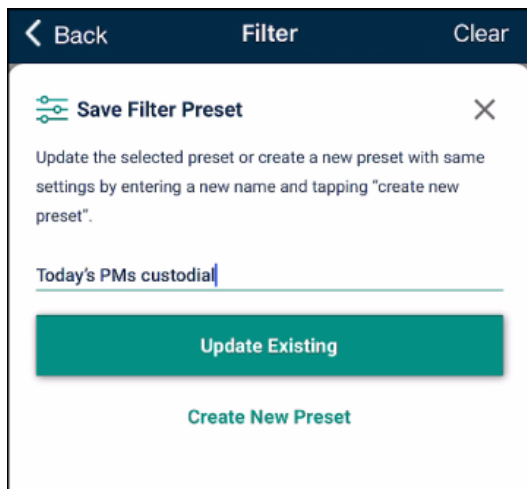 Back Filter Clear
Save Filter Preset
Update the selected preset or create a new preset with same
settings by entering a new name and tapping “create new
preset”.
Today’s PMs custodial
Update Existing
Create New Preset